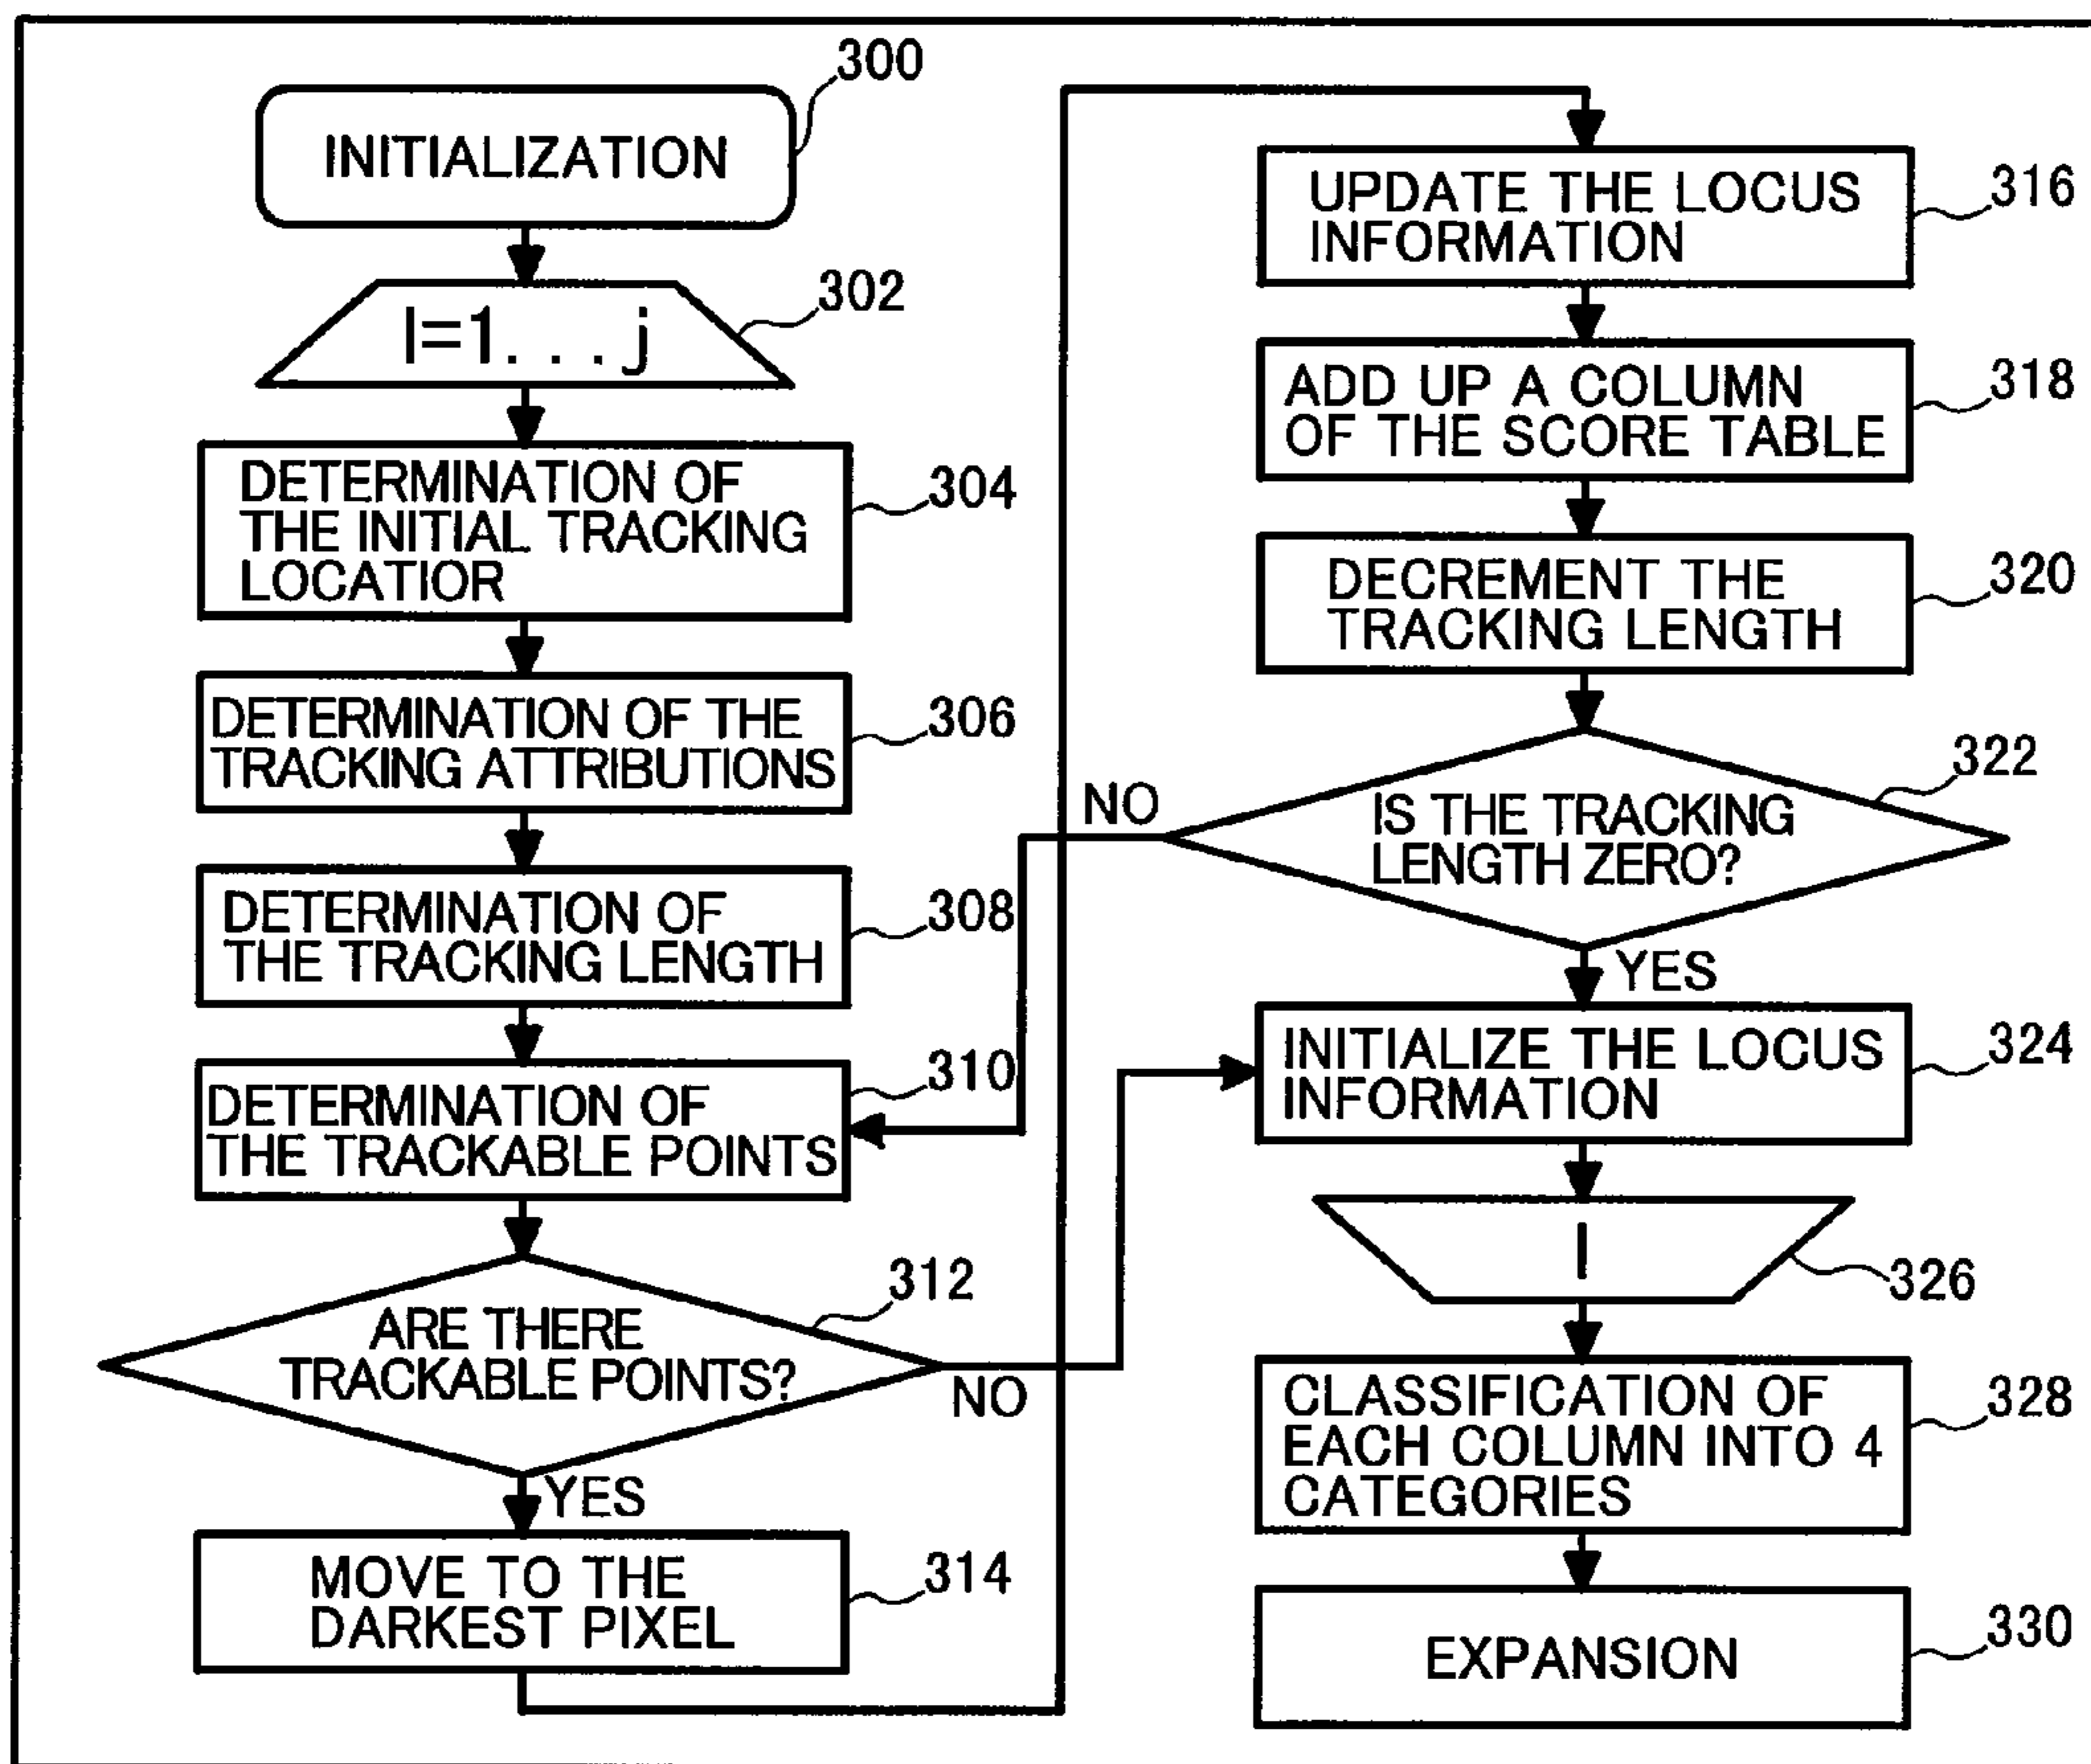 300
INITIALIZATION
302
I=1. . . j
304
DETERMINATION OF
THE INITIAL TRACKING
LOCATIOR
306
DETERMINATION OF THE
TRACKING ATTRIBUTIONS
308
DETERMINATION OF
THE TRACKING LENGTH
310
DETERMINATION OF
THE TRACKABLE POINTS
312
ARE THERE
TRACKABLE POINTS?
NO
YES
314
MOVE TO THE
DARKEST PIXEL
316
UPDATE THE LOCUS
INFORMATION
318
ADD UP A COLUMN
OF THE SCORE TABLE
320
DECREMENT THE
TRACKING LENGTH
322
NO
IS THE TRACKING
LENGTH ZERO?
YES
324
INITIALIZE THE LOCUS
INFORMATION
I
326
328
CLASSIFICATION OF
EACH COLUMN INTO 4
CATEGORIES
330
EXPANSION